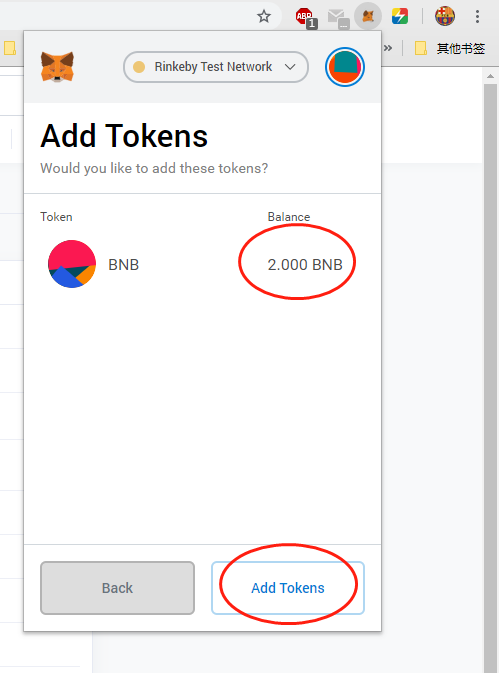 ABP
1
...
»
其他书签
Rinkeby Test Network
Add Tokens
Would you like to add these tokens?
Token Balance
BNB 2.000 BNB
Back Add Tokens